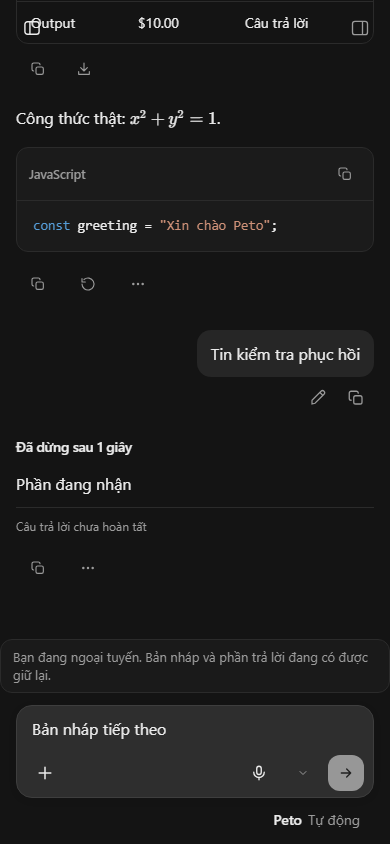 Output $10.00 Câu trả lời
Công thức thật: x² + y² = 1.
JavaScript
const greeting = "Xin chào Peto";
Tin kiểm tra phục hồi
Đã dừng sau 1 giây
Phần đang nhận
Câu trả lời chưa hoàn tất
Bạn đang ngoại tuyến. Bản nháp và phần trả lời đang có được
giữ lại.
Bản nháp tiếp theo
Peto Tự động